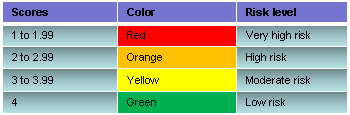 Scores Color Risk level
1 to 1.99 Red Very high risk
2 to 2.99 Orange High risk
3 to 3.99 Yellow Moderate risk
4 Green Low risk